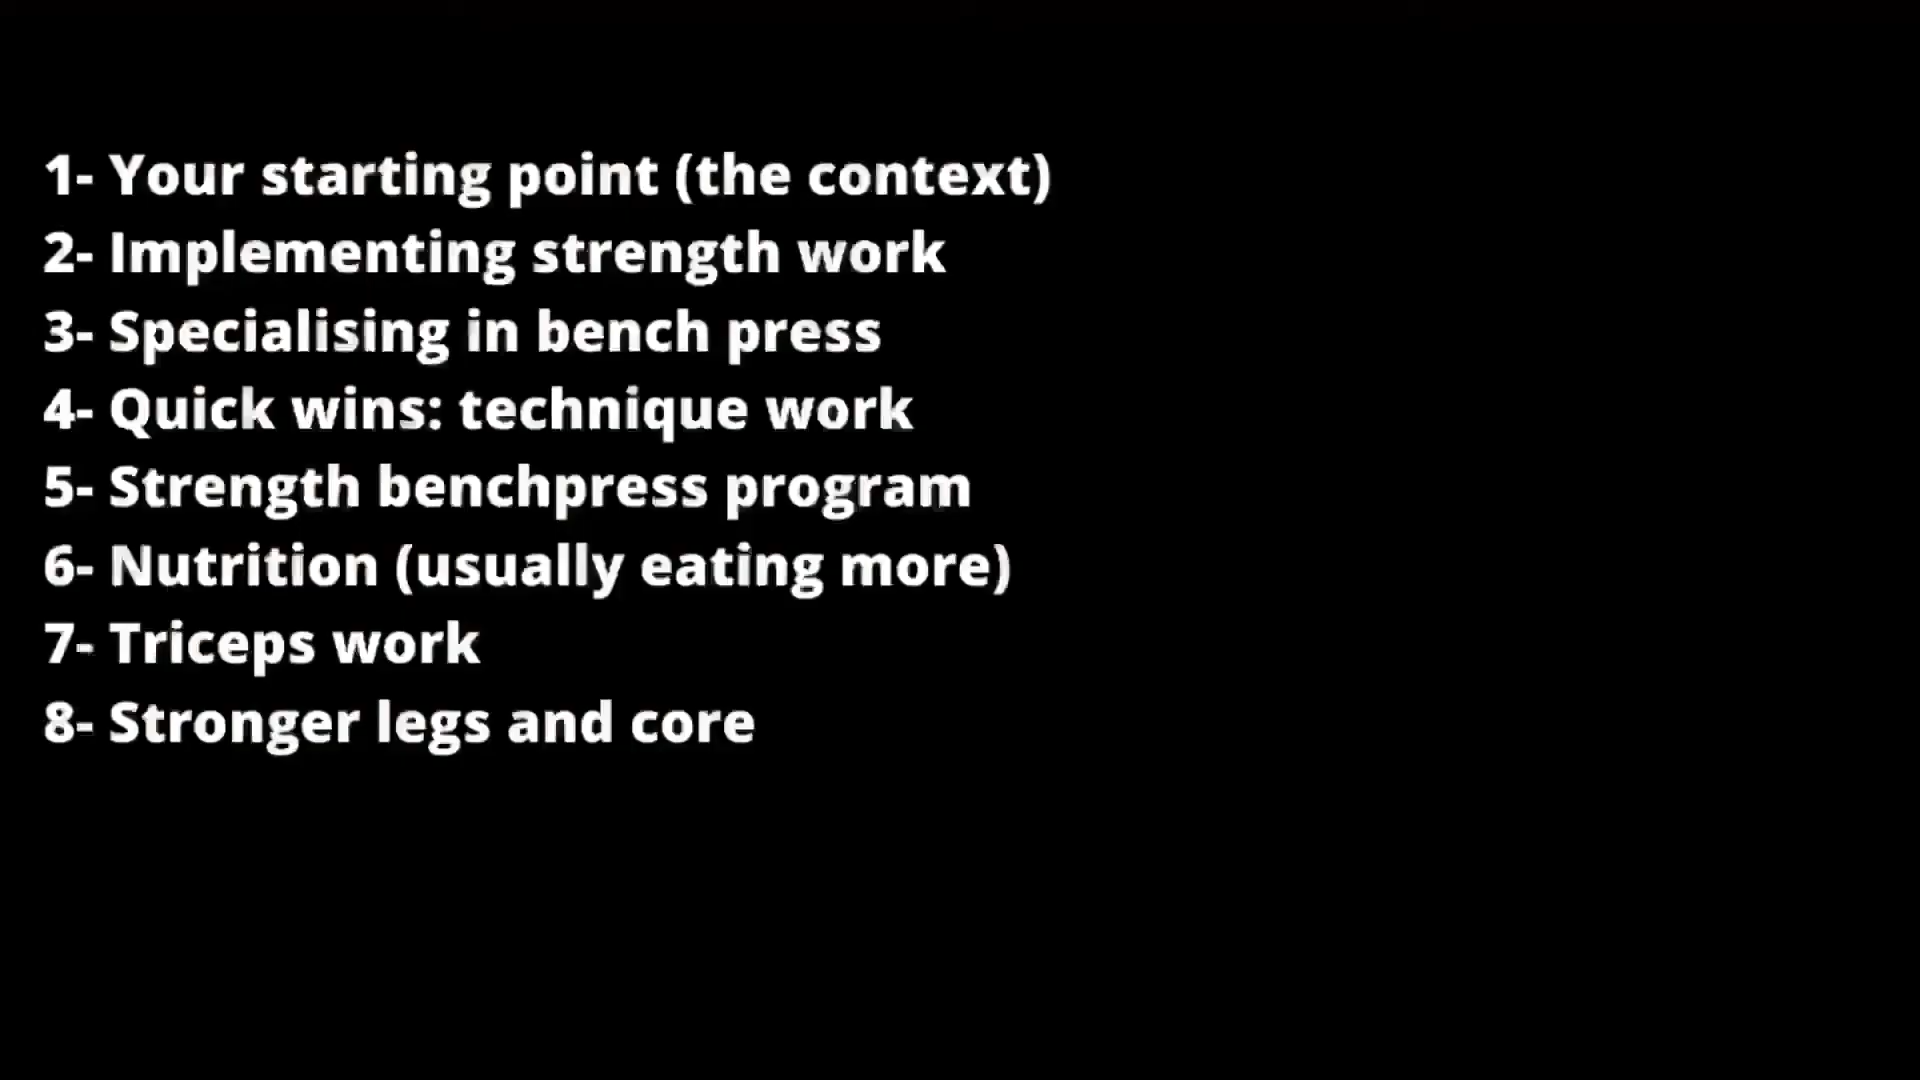 1- Your starting point (the context)
2- Implementing strength work
3- Specialising in bench press
4- Quick wins: technique work
5- Strength benchpress program
6- Nutrition (usually eating more)
7- Triceps work
8- Stronger legs and core